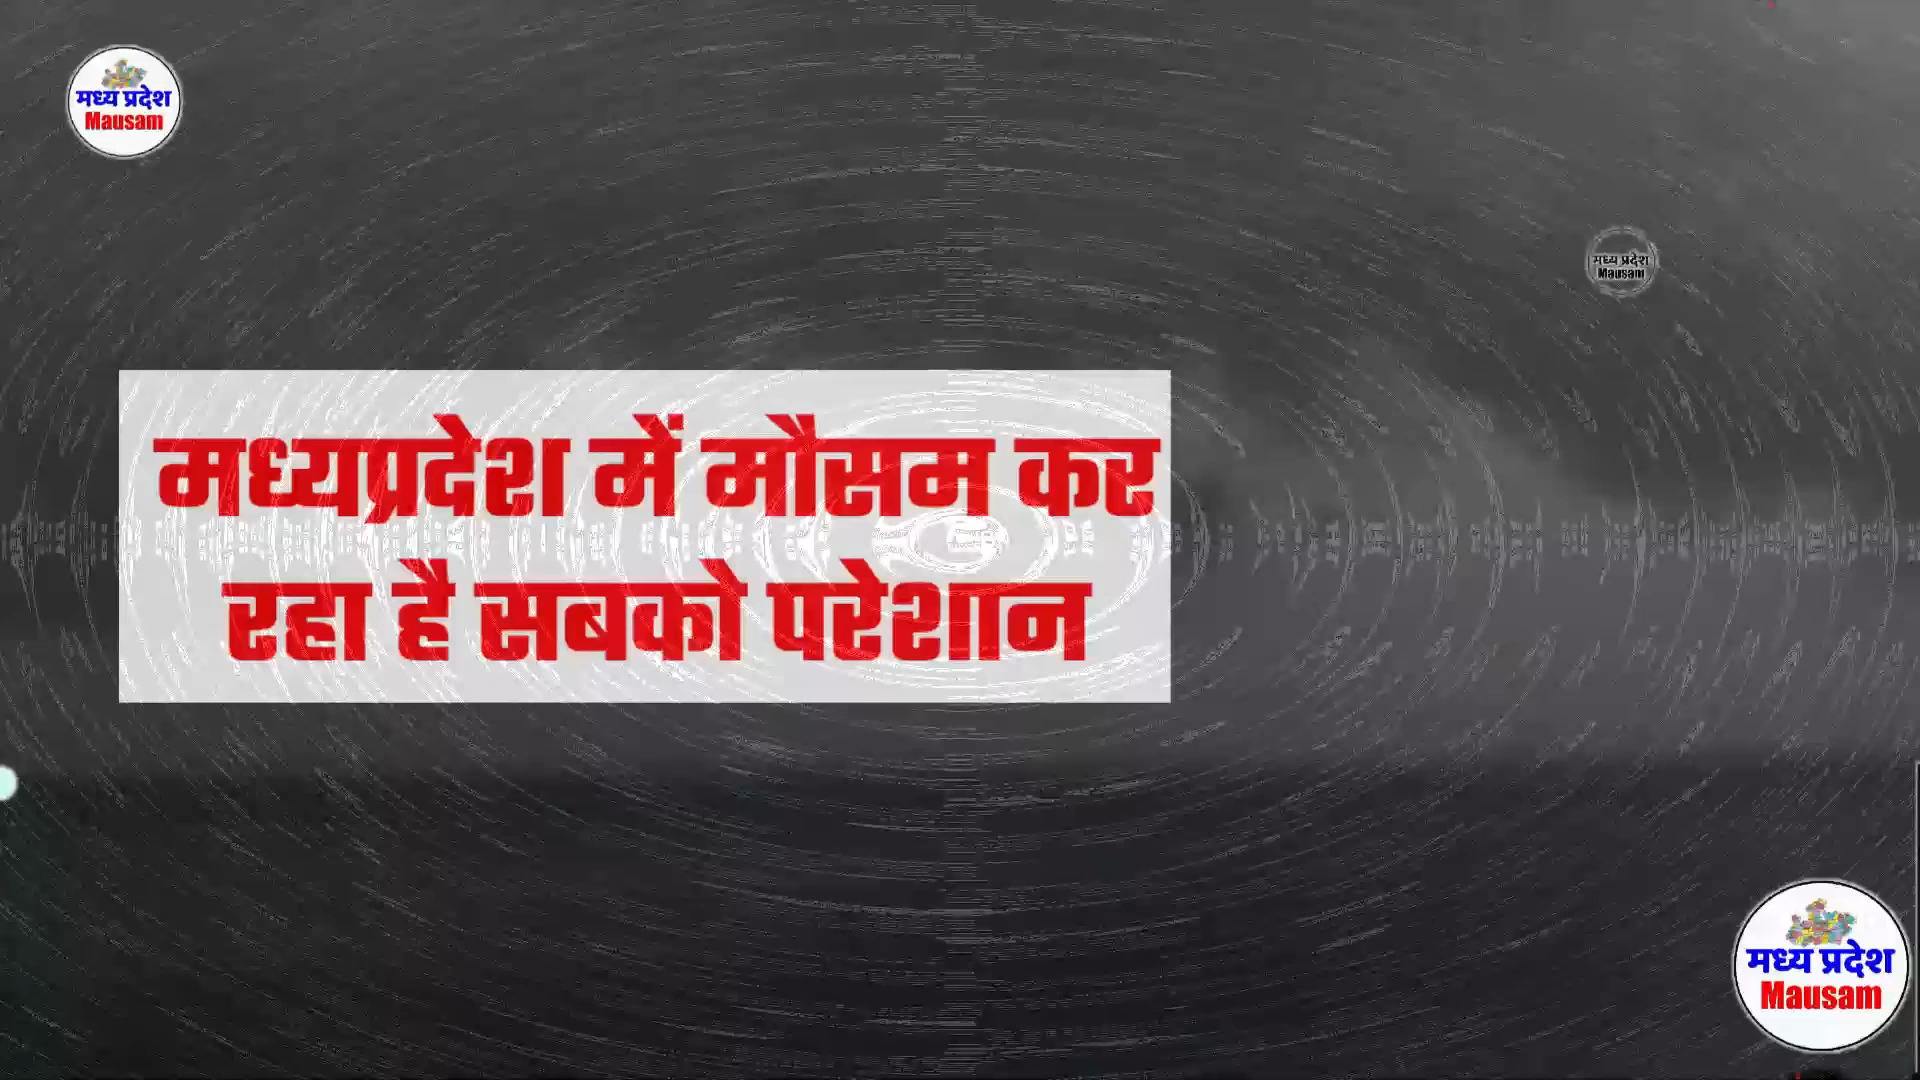 मध्य प्रदेश
Mausam
मध्य प्रदेश
Mausam
मध्यप्रदेश में मौसम कर
रहा है सबको परेशान
मध्य प्रदेश
Mausam